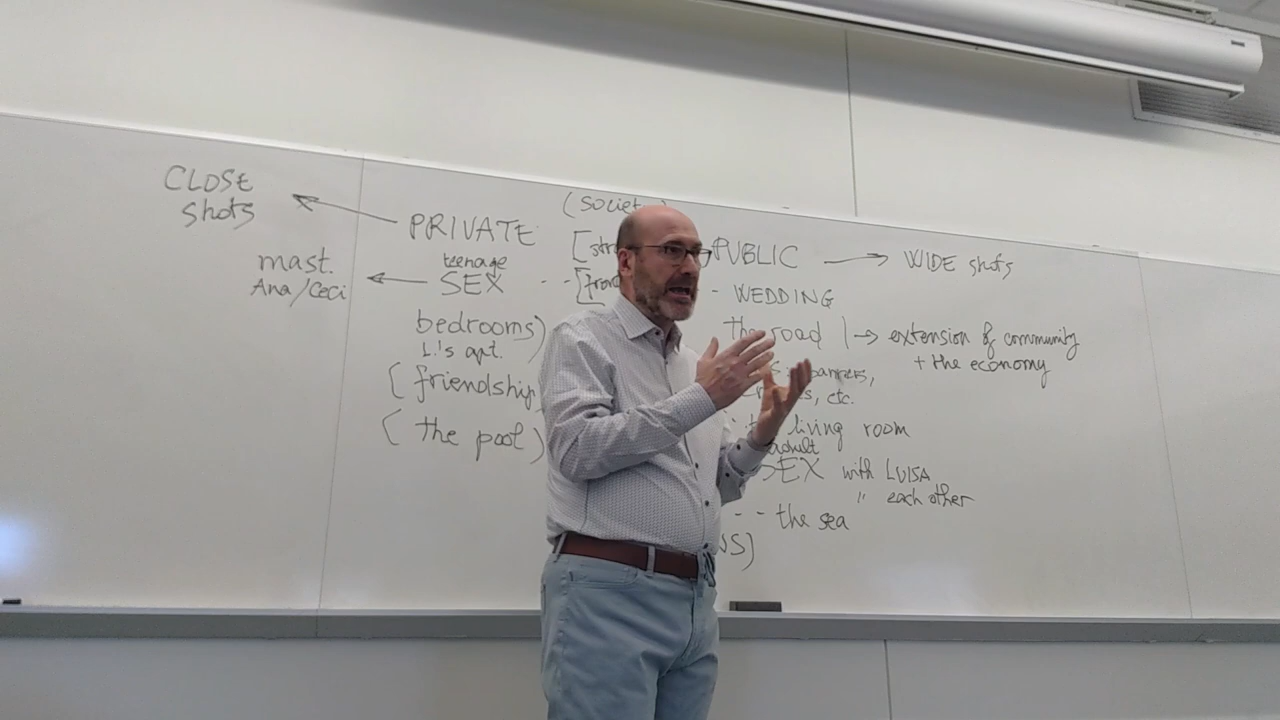 CLOSE
shots
PRIVATE
mast.
Ana/Ceci
teenage
SEX
bedrooms)
L.'s apt.
( friendship
( the pool )
(societ
[str
PUBLIC
WIDE shots
- WEDDING
the road
extension of community
+ the economy
etc.
living room
adult
SEX with LUISA
" each other
-- the sea